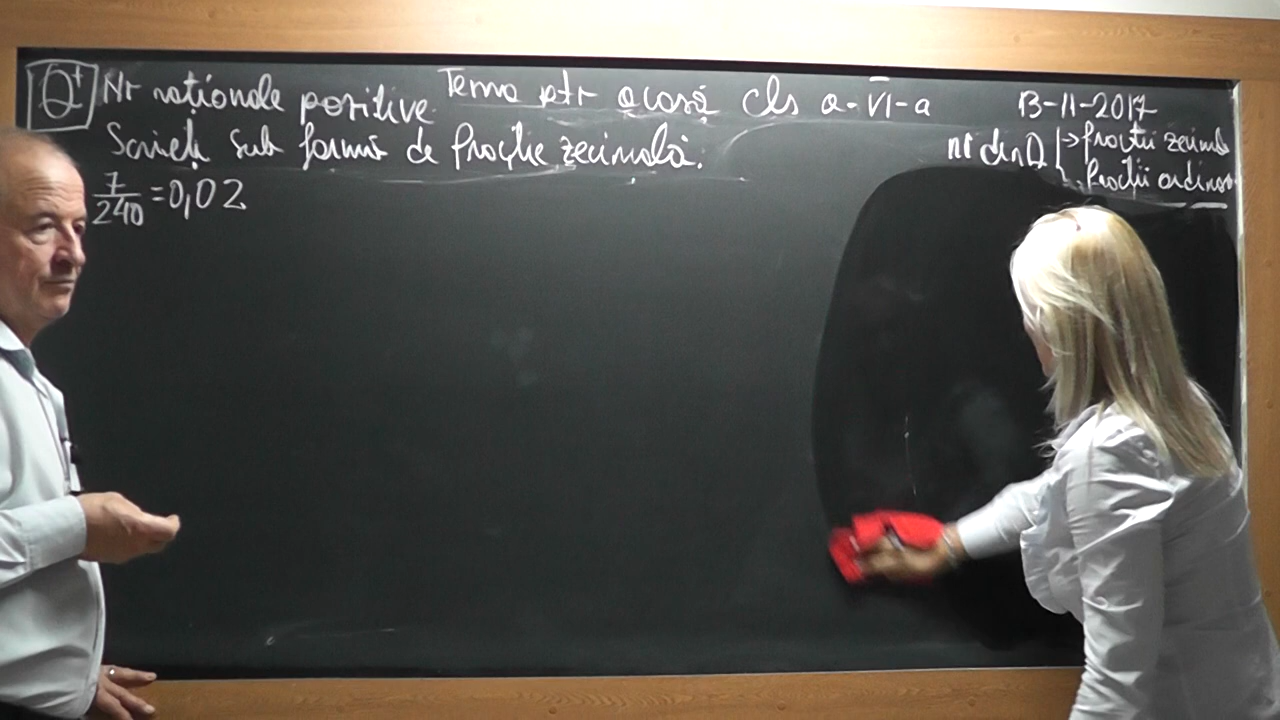 Q+ Nr raționale pozitive. Tema ptr acasă cls a-VI-a 13-11-2017
Scrieți sub formă de fracție zecimală.
nr din Q → fracții zecimale
fracții ordinare
7/240 = 0,02